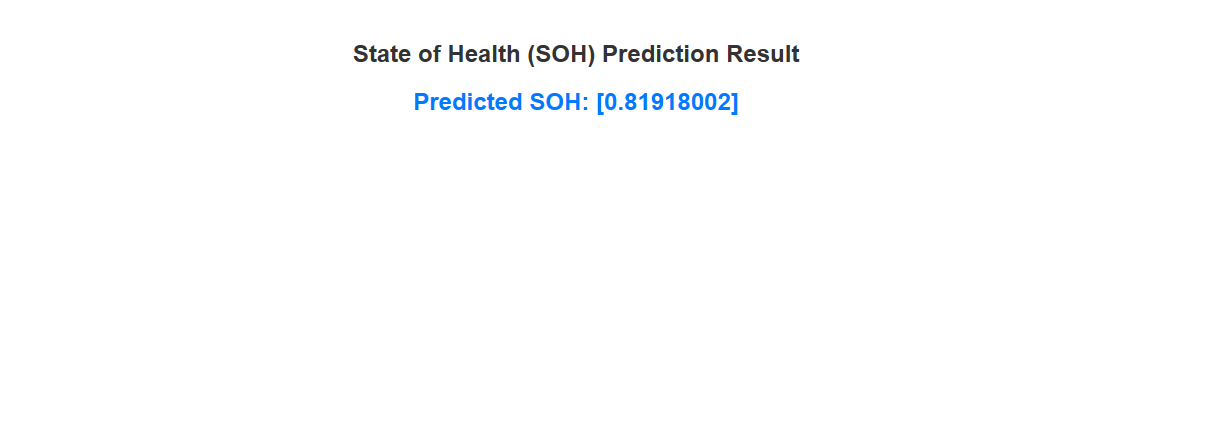 State of Health (SOH) Prediction Result
Predicted SOH: [0.81918002]